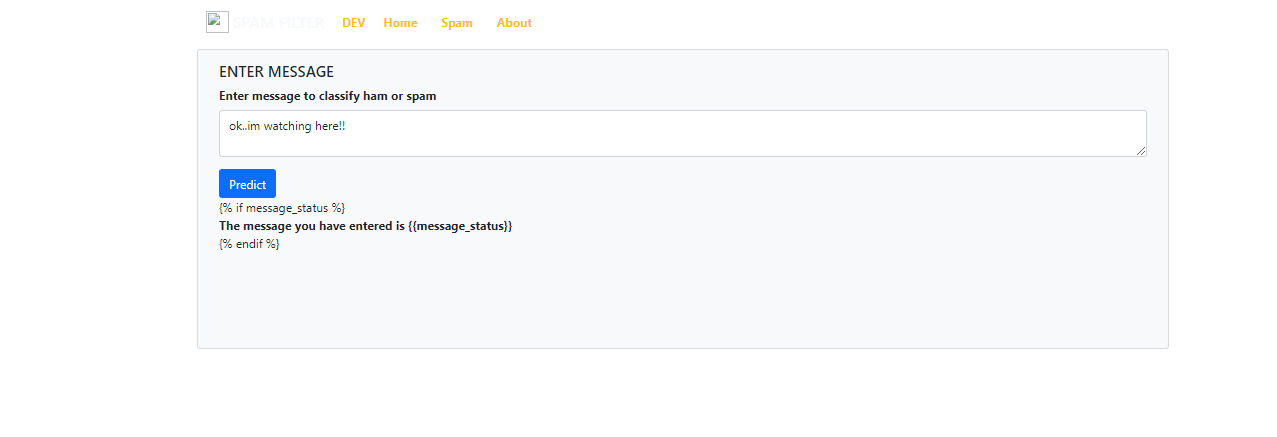 SPAM FILTER DEV Home Spam About
ENTER MESSAGE
Enter message to classify ham or spam
ok..im watching here!!
Predict
{% if message_status %}
The message you have entered is {{message_status}}
{% endif %}